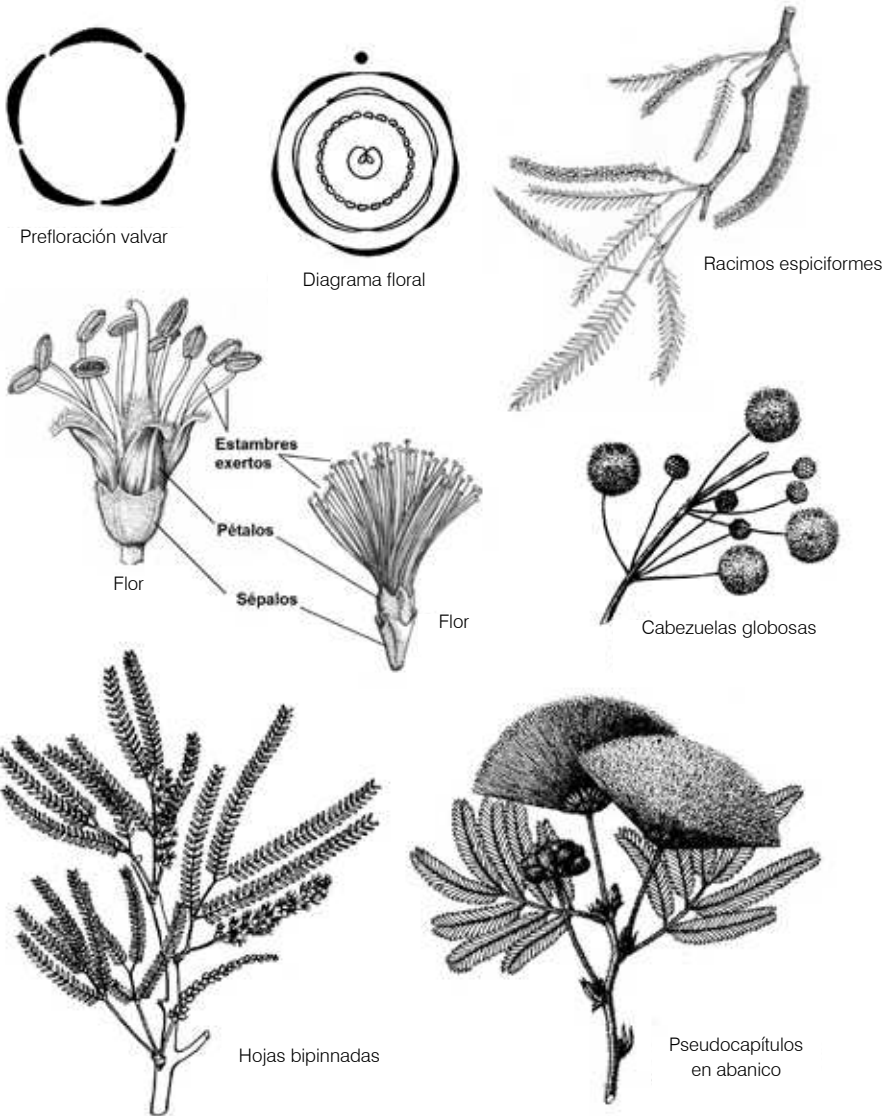 Prefloración valvar
Diagrama floral
Racimos espiciformes
Estambres
exertos
Pétalos
Sépalos
Flor
Flor
Cabezuelas globosas
Hojas bipinnadas
Pseudocapítulos
en abanico